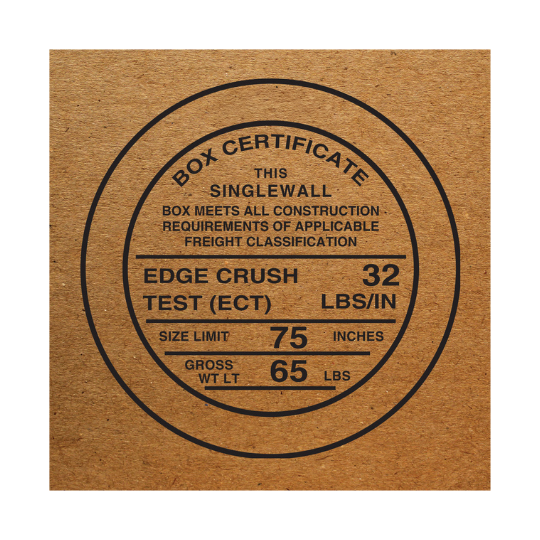 BOX CERTIFICATE
THIS
SINGLEWALL
BOX MEETS ALL CONSTRUCTION
REQUIREMENTS OF APPLICABLE
FREIGHT CLASSIFICATION
EDGE CRUSH 32
TEST (ECT) LBS/IN
SIZE LIMIT 75 INCHES
GROSS
WT LT 65 LBS